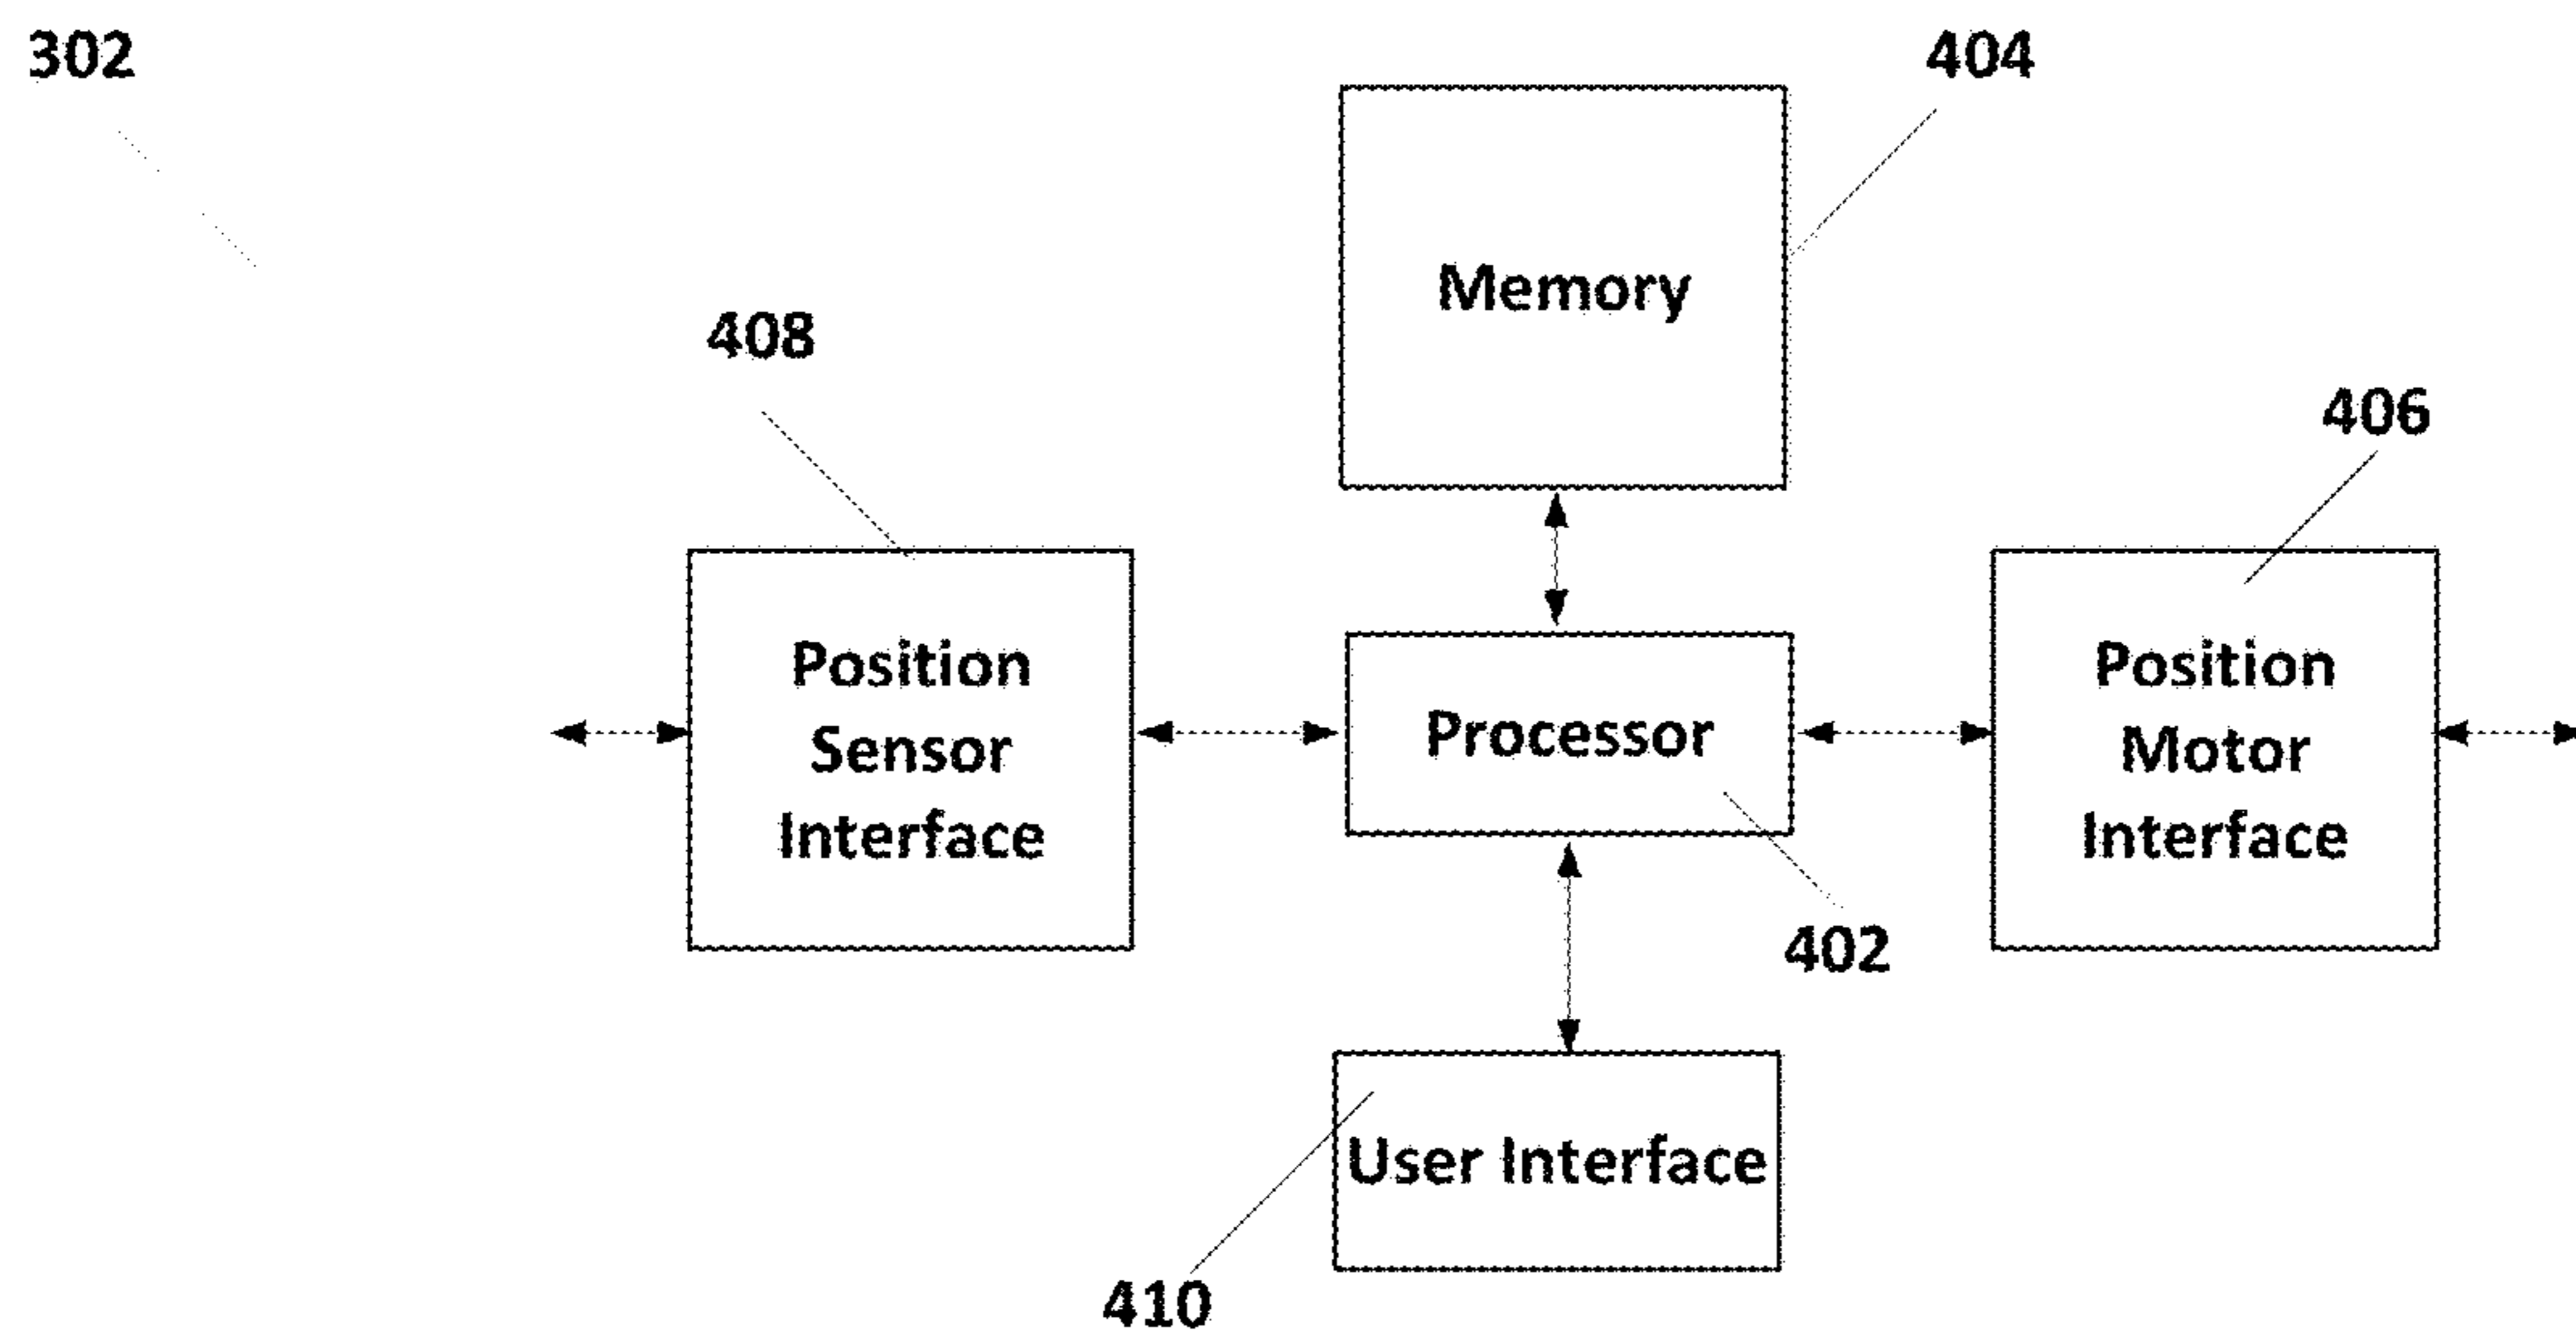 302
404
Memory
408
406
Position
Sensor
Interface
Processor
Position
Motor
Interface
402
User Interface
410